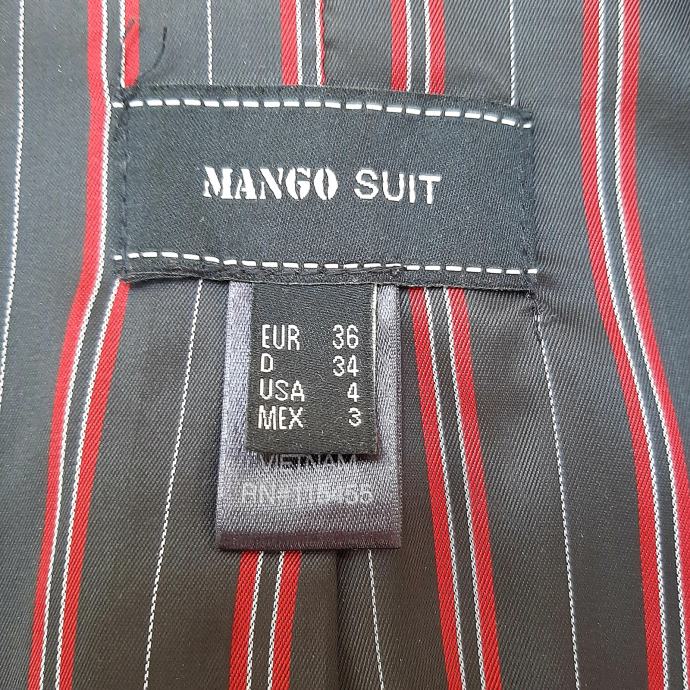 MANGO SUIT
EUR 36
D 34
USA 4
MEX 3
VIETNAM